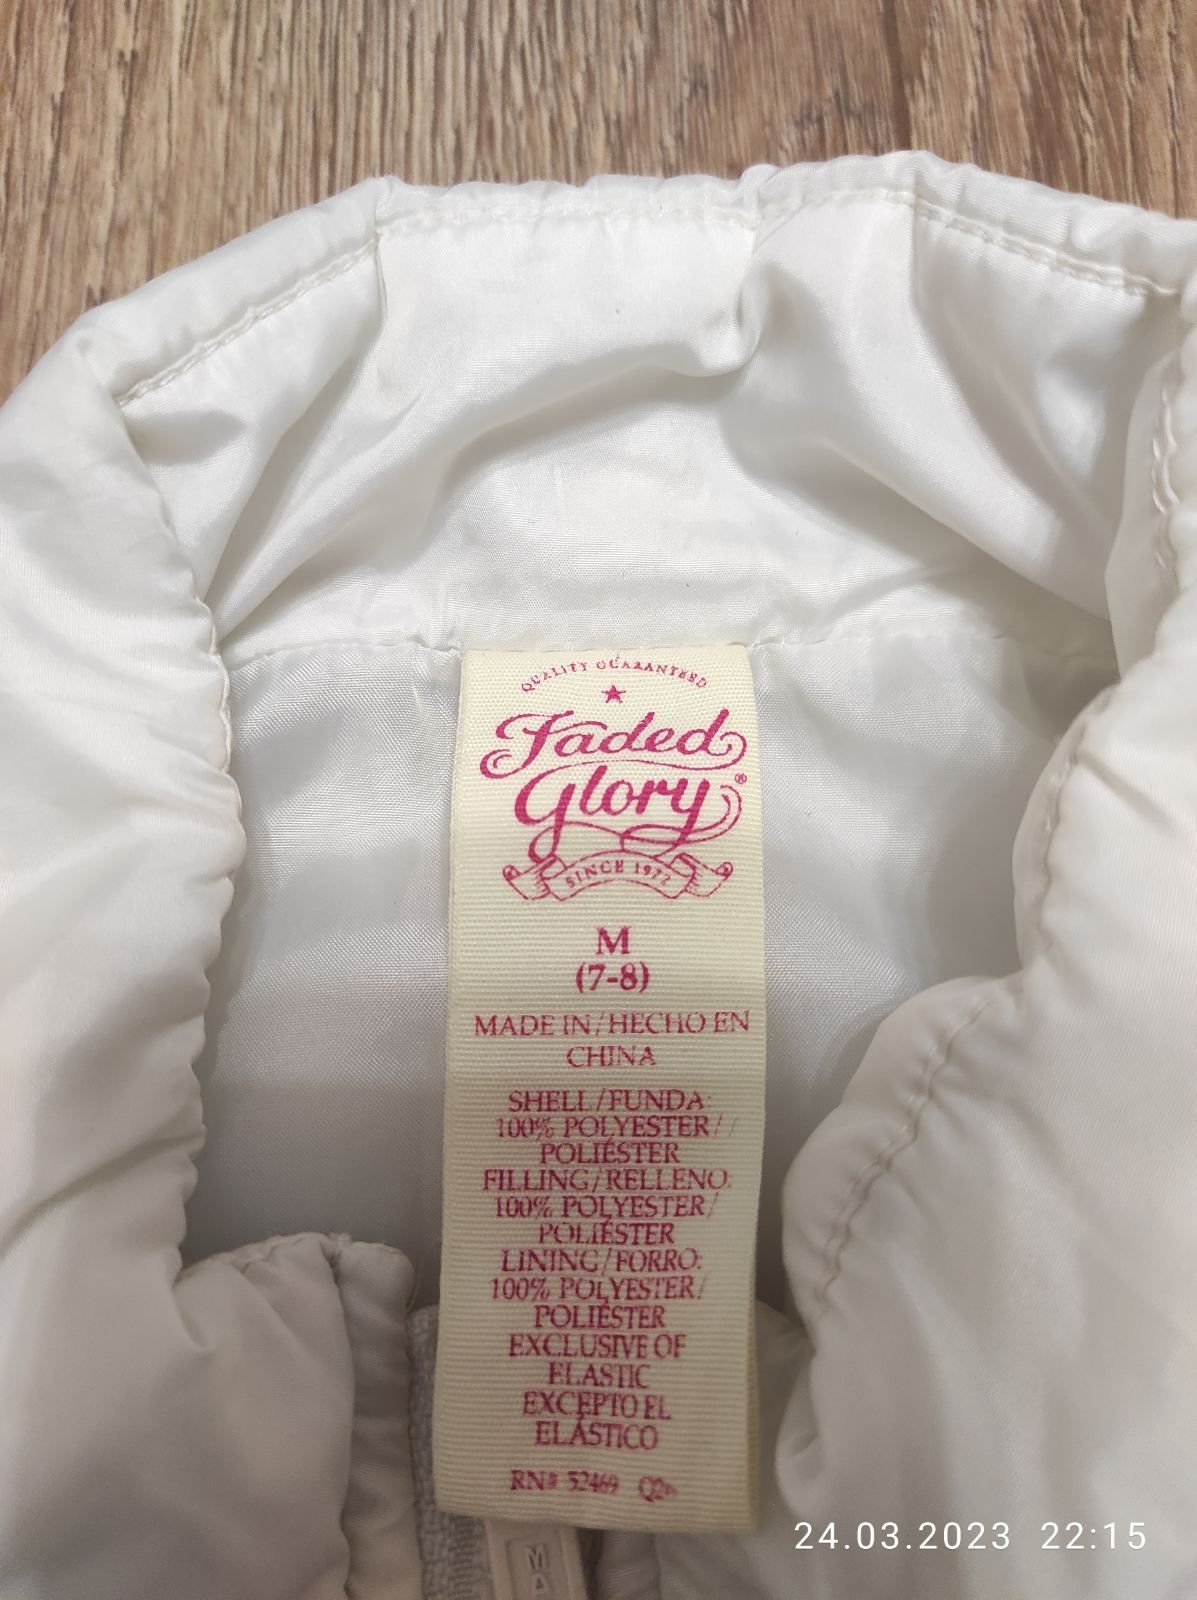 QUALITY GUARANTEED
Faded
Glory®
SINCE 1972
M
(7-8)
MADE IN/HECHO EN
CHINA
SHELL/FUNDA:
100% POLYESTER/
POLIÉSTER
FILLING/RELLENO:
100% POLYESTER/
POLIÉSTER
LINING/FORRO:
100% POLYESTER/
POLIÉSTER
EXCLUSIVE OF
ELASTIC
EXCEPTO EL
ELÁSTICO
RN# 52469
24.03.2023 22:15